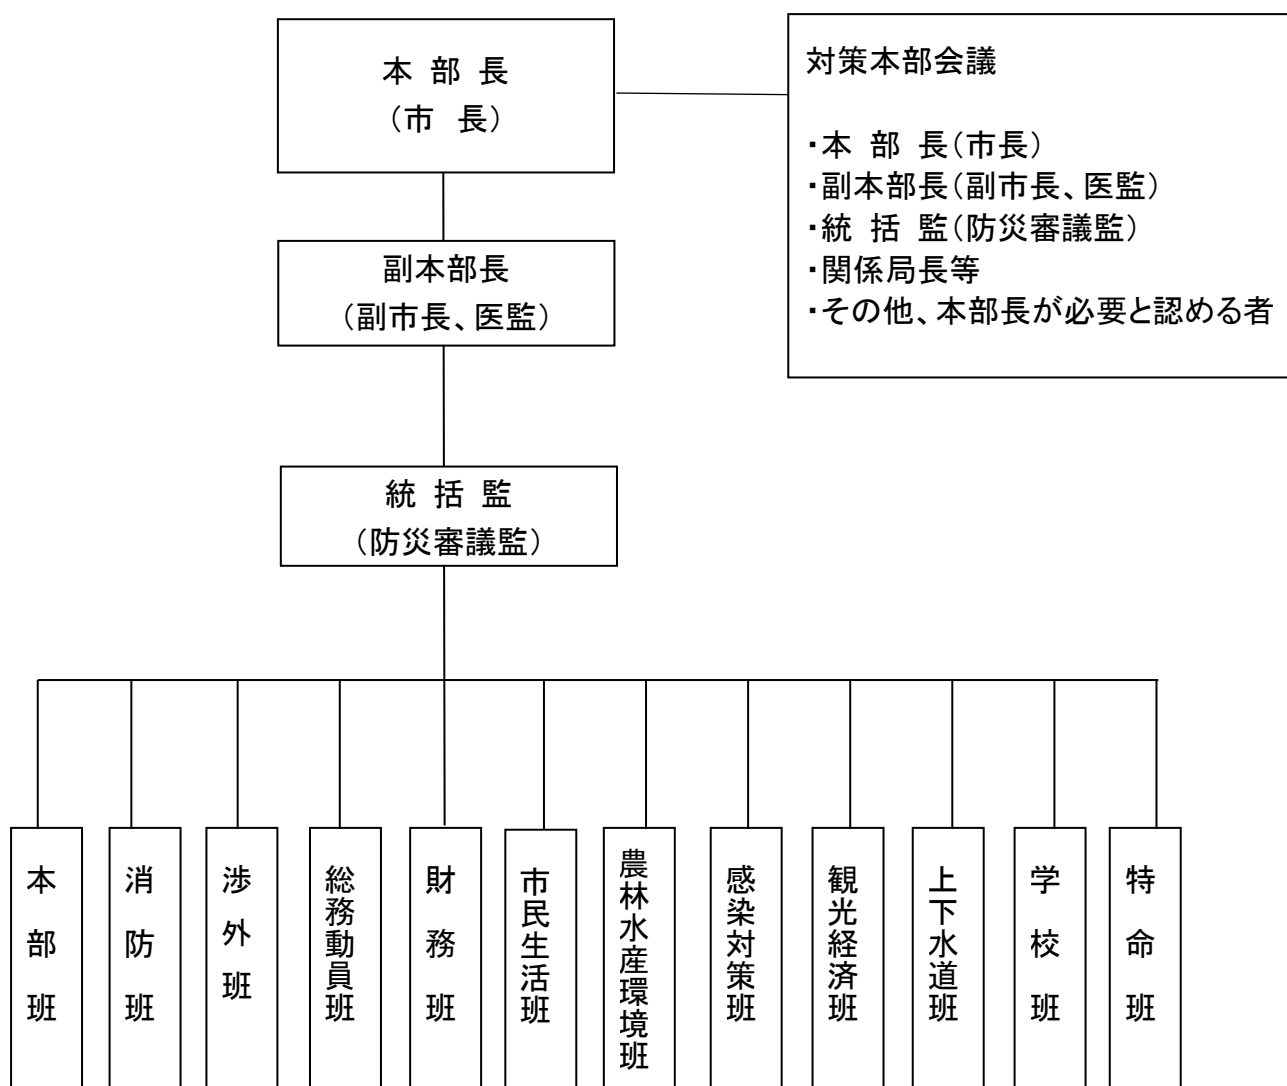 本 部 長
（市 長）
対策本部会議
・本 部 長（市長）
・副本部長（副市長、医監）
・統 括 監（防災審議監）
・関係局長等
・その他、本部長が必要と認める者
副本部長
（副市長、医監）
統 括 監
（防災審議監）
本部班
消防班
渉外班
総務動員班
財務班
市民生活班
農林水産環境班
感染対策班
観光経済班
上下水道班
学校班
特命班